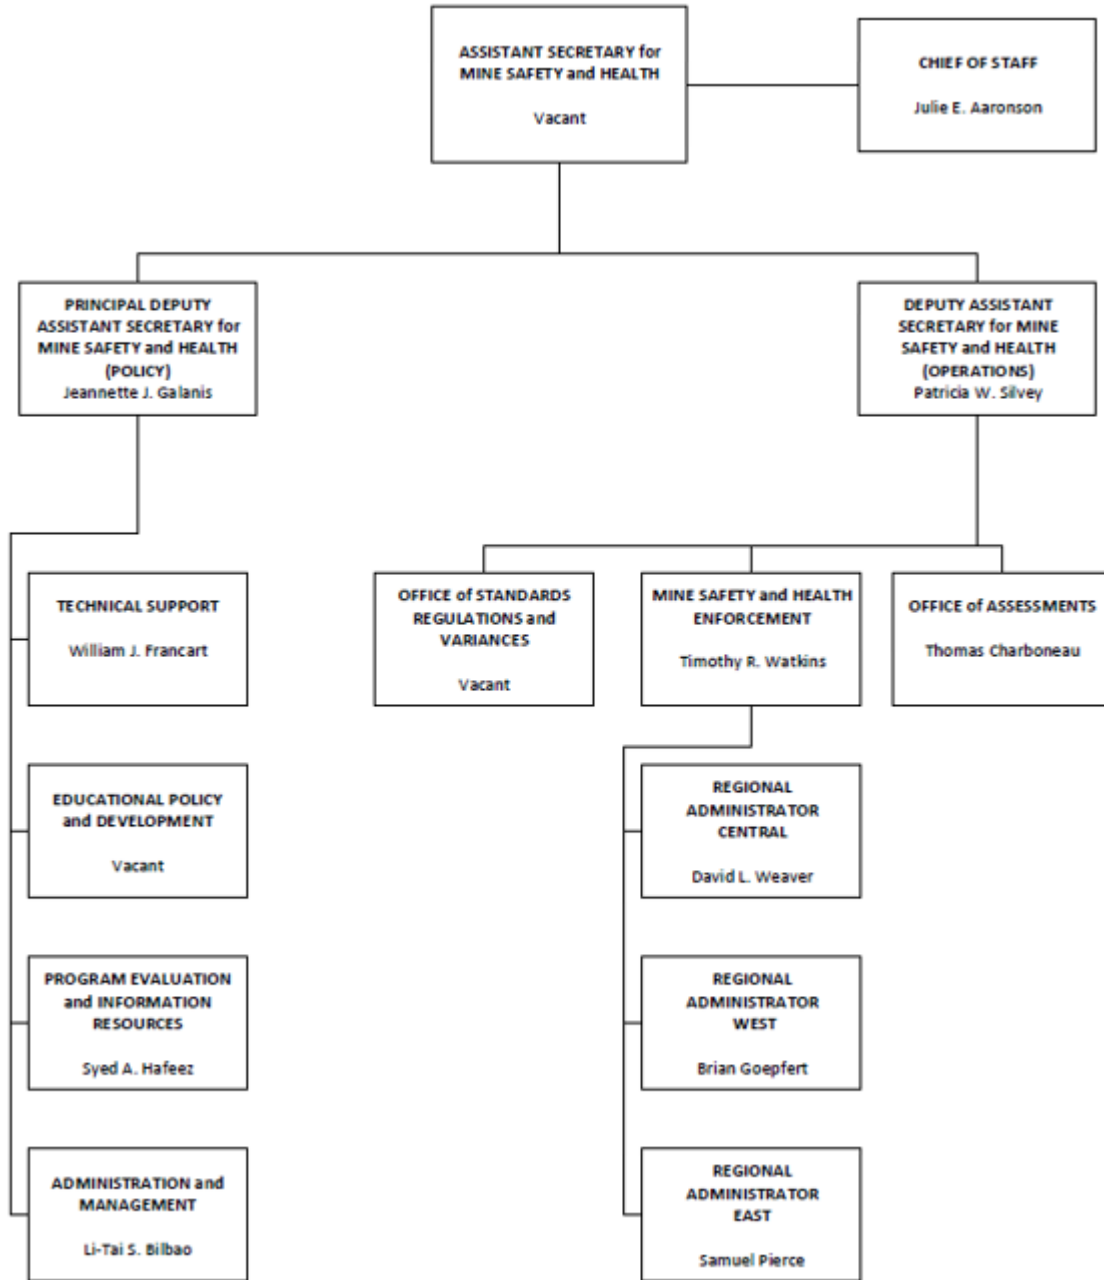 ASSISTANT SECRETARY for
MINE SAFETY and HEALTH
Vacant
CHIEF OF STAFF
Julie E. Aaronson
PRINCIPAL DEPUTY
ASSISTANT SECRETARY for
MINE SAFETY and HEALTH
(POLICY)
Jeannette J. Galanis
DEPUTY ASSISTANT
SECRETARY for MINE
SAFETY and HEALTH
(OPERATIONS)
Patricia W. Silvey
TECHNICAL SUPPORT
William J. Francart
EDUCATIONAL POLICY
and DEVELOPMENT
Vacant
PROGRAM EVALUATION
and INFORMATION
RESOURCES
Syed A. Hafeez
ADMINISTRATION and
MANAGEMENT
Li-Tai S. Bilbao
OFFICE of STANDARDS
REGULATIONS and
VARIANCES
Vacant
MINE SAFETY and HEALTH
ENFORCEMENT
Timothy R. Watkins
OFFICE of ASSESSMENTS
Thomas Charboneau
REGIONAL
ADMINISTRATOR
CENTRAL
David L. Weaver
REGIONAL
ADMINISTRATOR
WEST
Brian Goepfert
REGIONAL
ADMINISTRATOR
EAST
Samuel Pierce